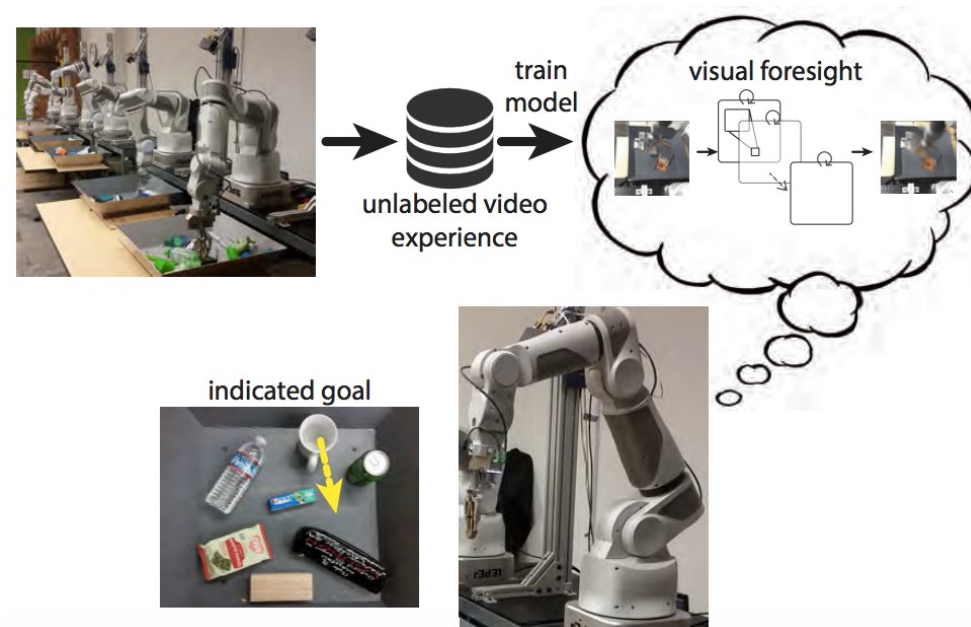 train
model
visual foresight
unlabeled video
experience
indicated goal